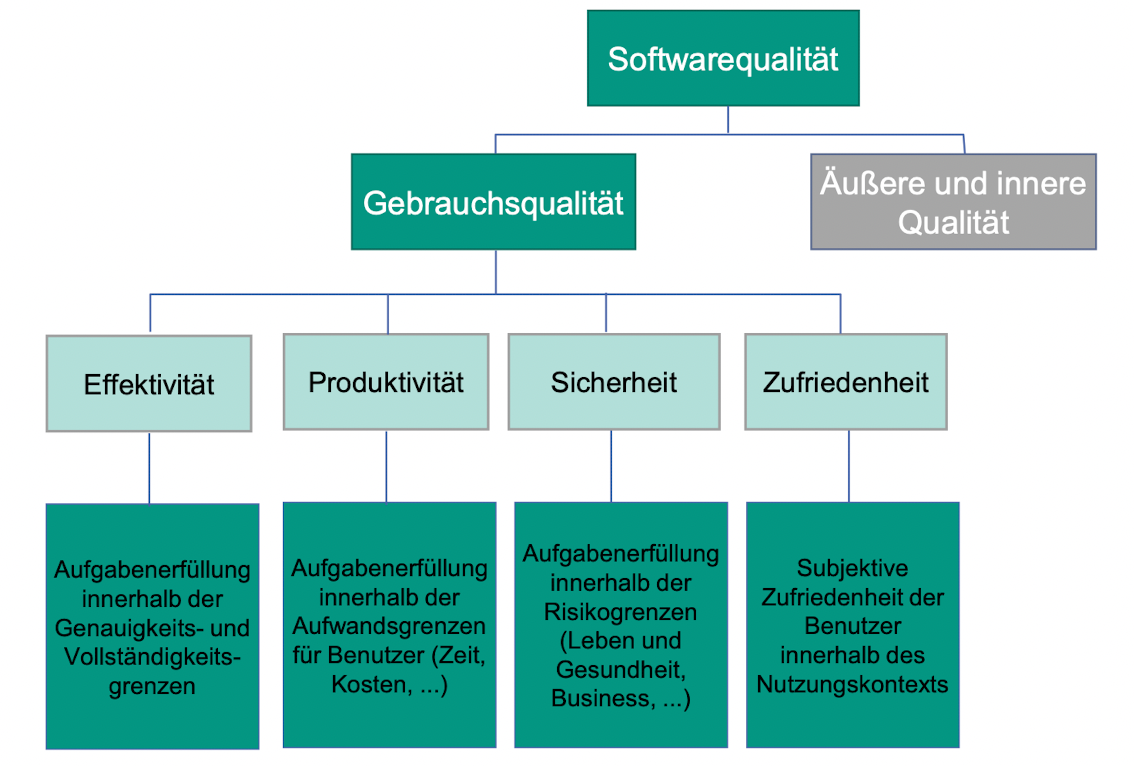 Softwarequalität
Gebrauchsqualität
Äußere und innere
Qualität
Effektivität
Produktivität
Sicherheit
Zufriedenheit
Aufgabenerfüllung
innerhalb der
Genauigkeits- und
Vollständigkeits-
grenzen
Aufgabenerfüllung
innerhalb der
Aufwandsgrenzen
für Benutzer (Zeit,
Kosten, ...)
Aufgabenerfüllung
innerhalb der
Risikogrenzen
(Leben und
Gesundheit,
Business, ...)
Subjektive
Zufriedenheit der
Benutzer
innerhalb des
Nutzungskontexts